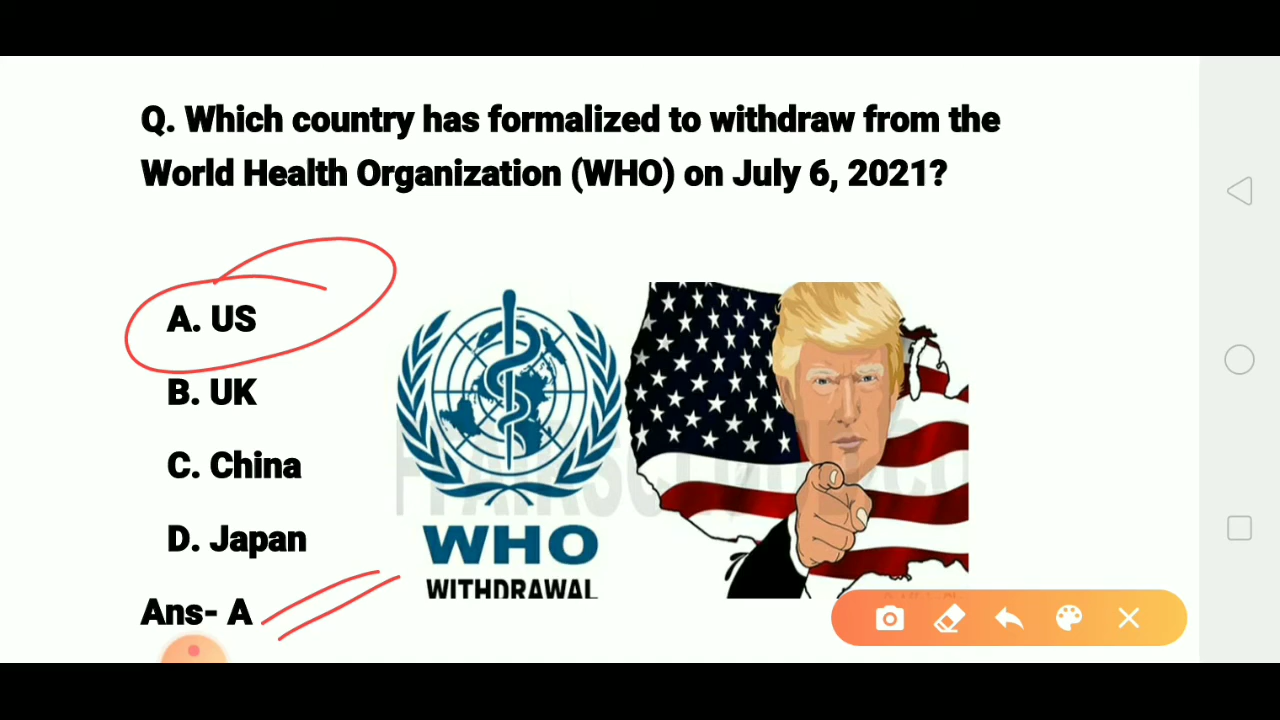 Q. Which country has formalized to withdraw from the
World Health Organization (WHO) on July 6, 2021?
A. US
B. UK
C. China
D. Japan
Ans- A
WHO
WITHDRAWAL